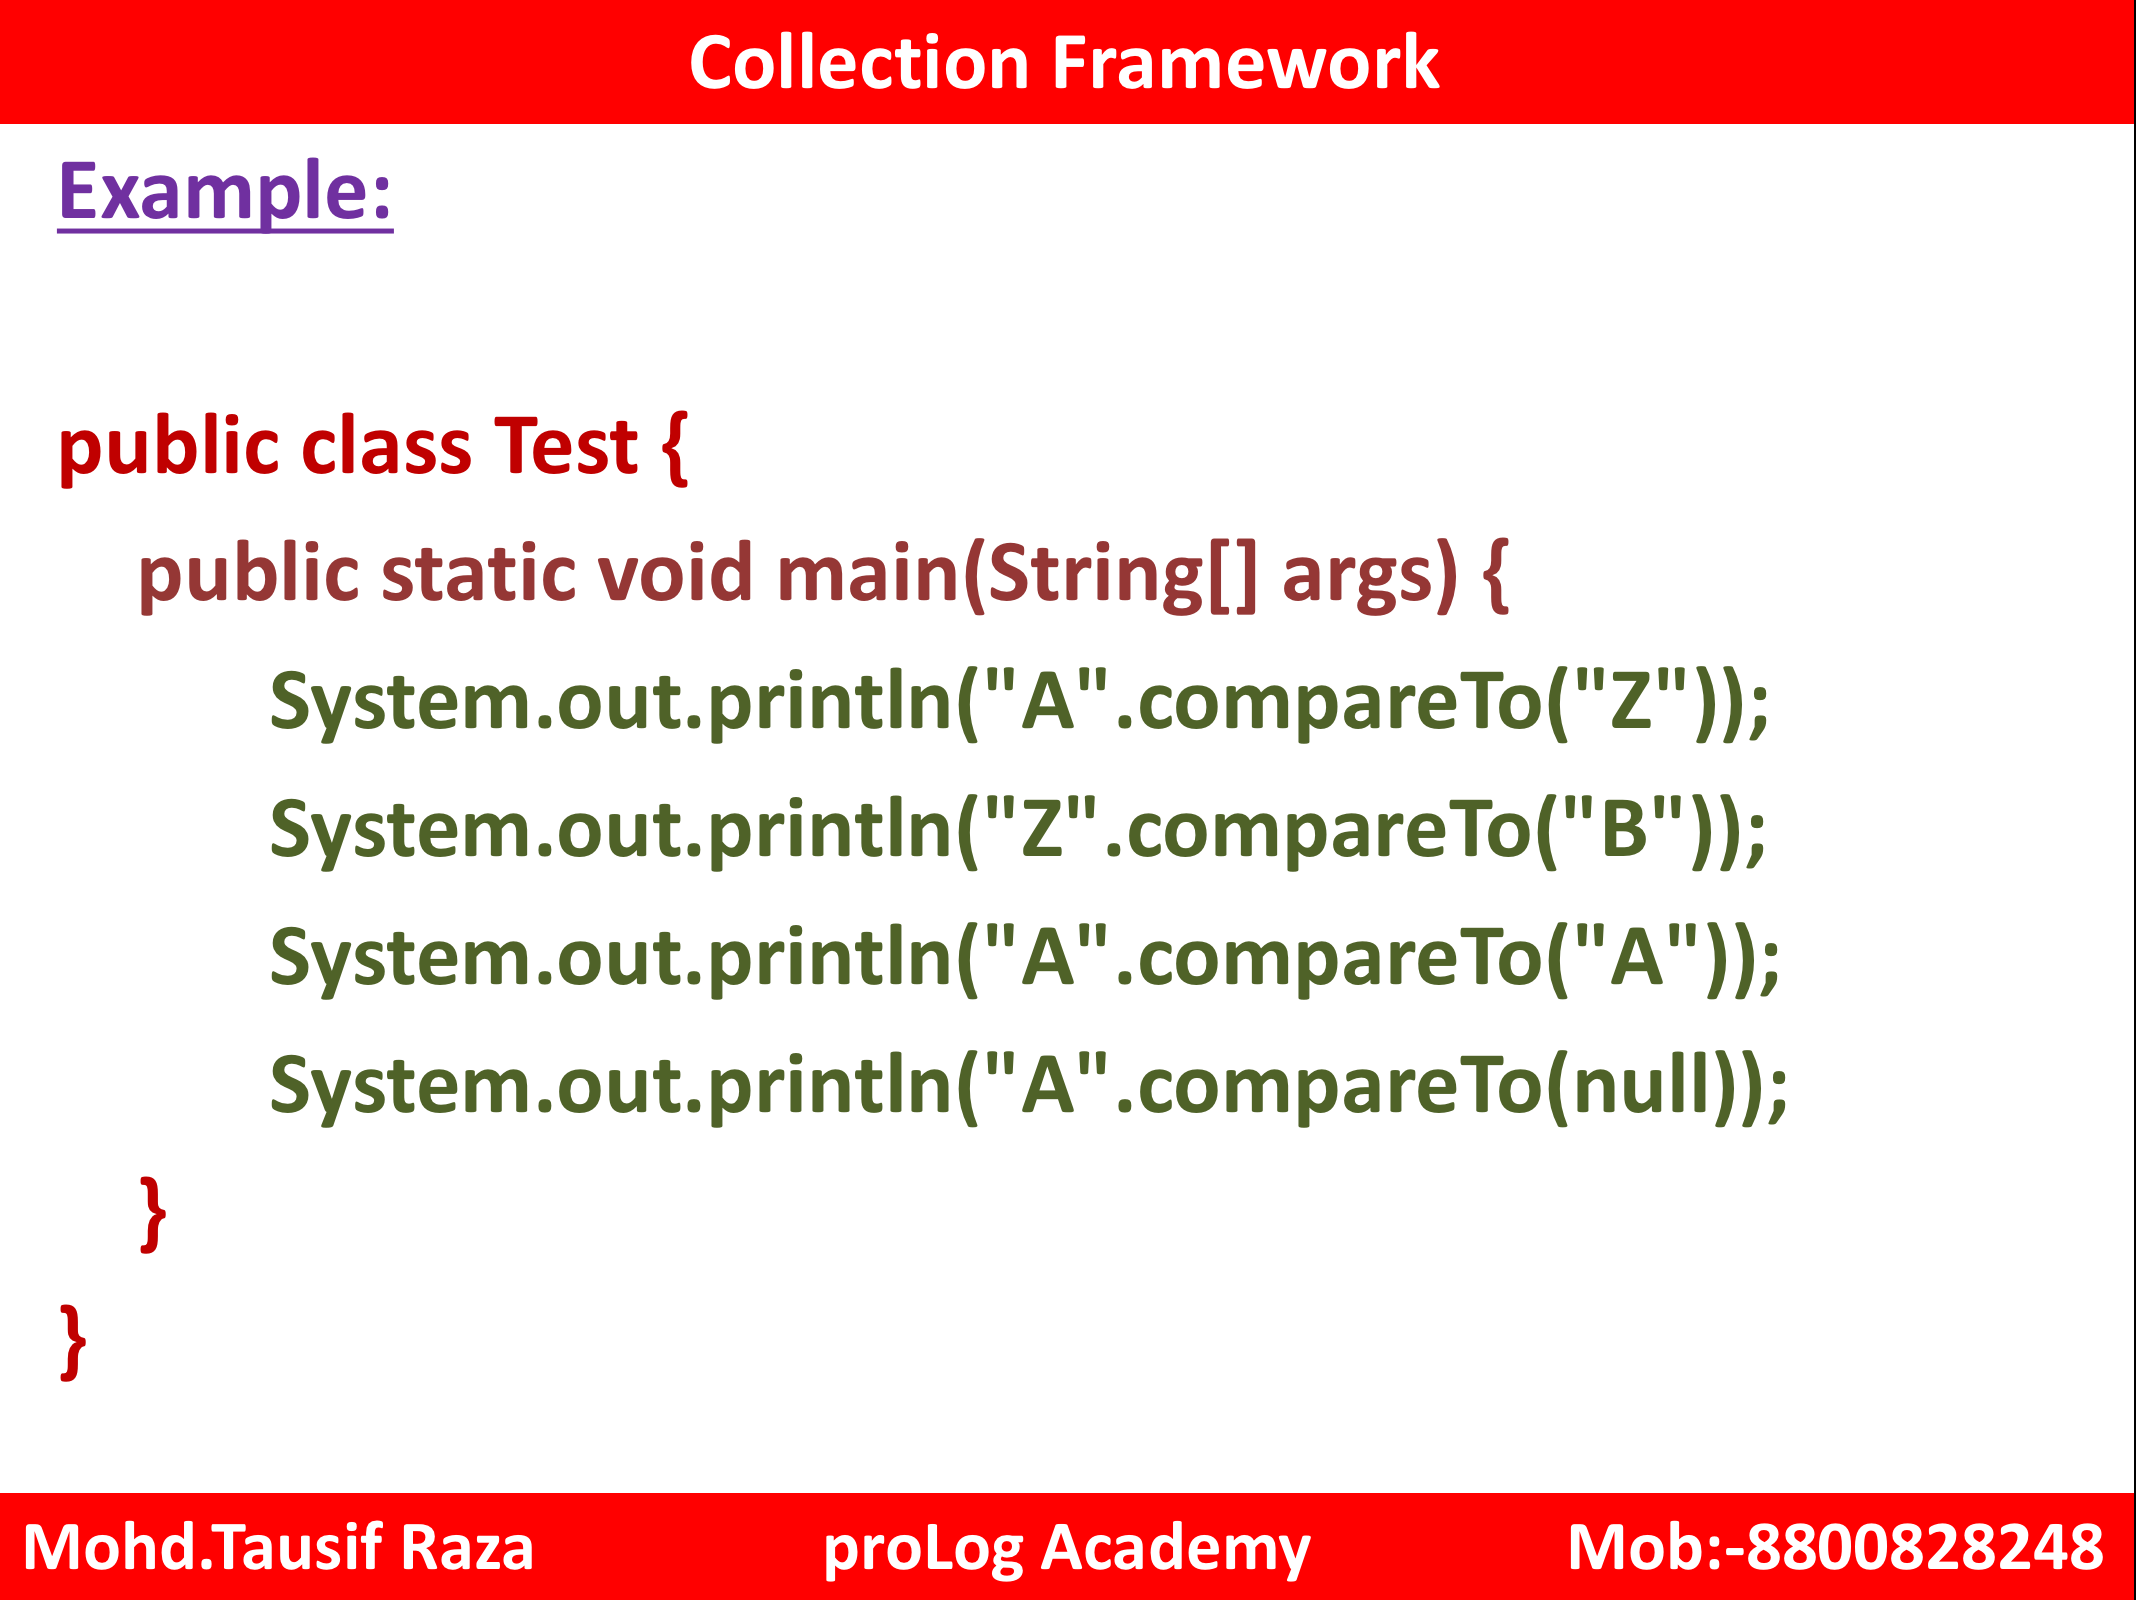 Collection Framework
Example:
public class Test {
public static void main(String[] args) {
System.out.println("A".compareTo("Z"));
System.out.println("Z".compareTo("B"));
System.out.println("A".compareTo("A"));
System.out.println("A".compareTo(null));
}
}
Mohd.Tausif Raza proLog Academy Mob:-8800828248